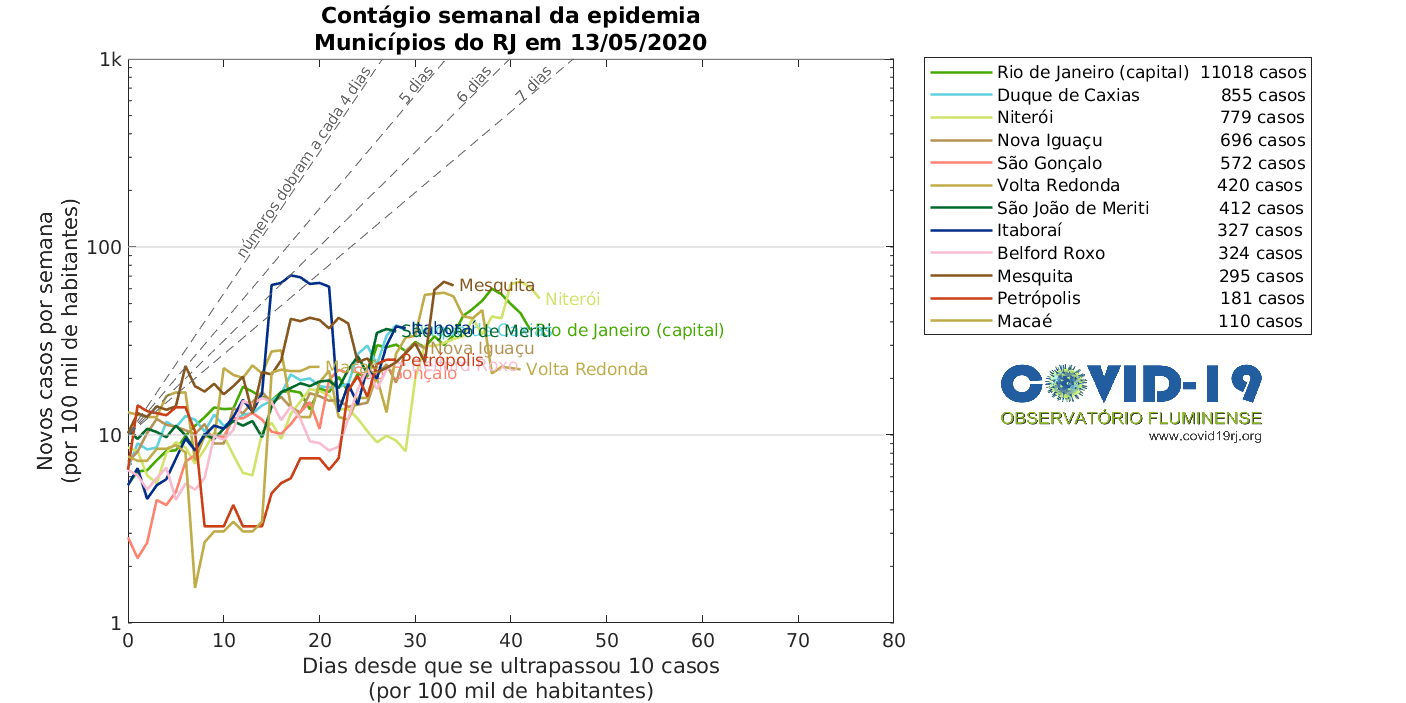 Contágio semanal da epidemia
Municípios do RJ em 13/05/2020
Novos casos por semana
(por 100 mil de habitantes)
1k
100
10
1
números dobram a cada 4 dias
5 dias
6 dias
7 dias
Mesquita
Niterói
Itaboraí
São João de Meriti
Rio de Janeiro (capital)
Nova Iguaçu
Petrópolis
Volta Redonda
0 10 20 30 40 50 60 70 80
Dias desde que se ultrapassou 10 casos
(por 100 mil de habitantes)
Rio de Janeiro (capital) 11018 casos
Duque de Caxias 855 casos
Niterói 779 casos
Nova Iguaçu 696 casos
São Gonçalo 572 casos
Volta Redonda 420 casos
São João de Meriti 412 casos
Itaboraí 327 casos
Belford Roxo 324 casos
Mesquita 295 casos
Petrópolis 181 casos
Macaé 110 casos
COVID-19
OBSERVATÓRIO FLUMINENSE
www.covid19rj.org